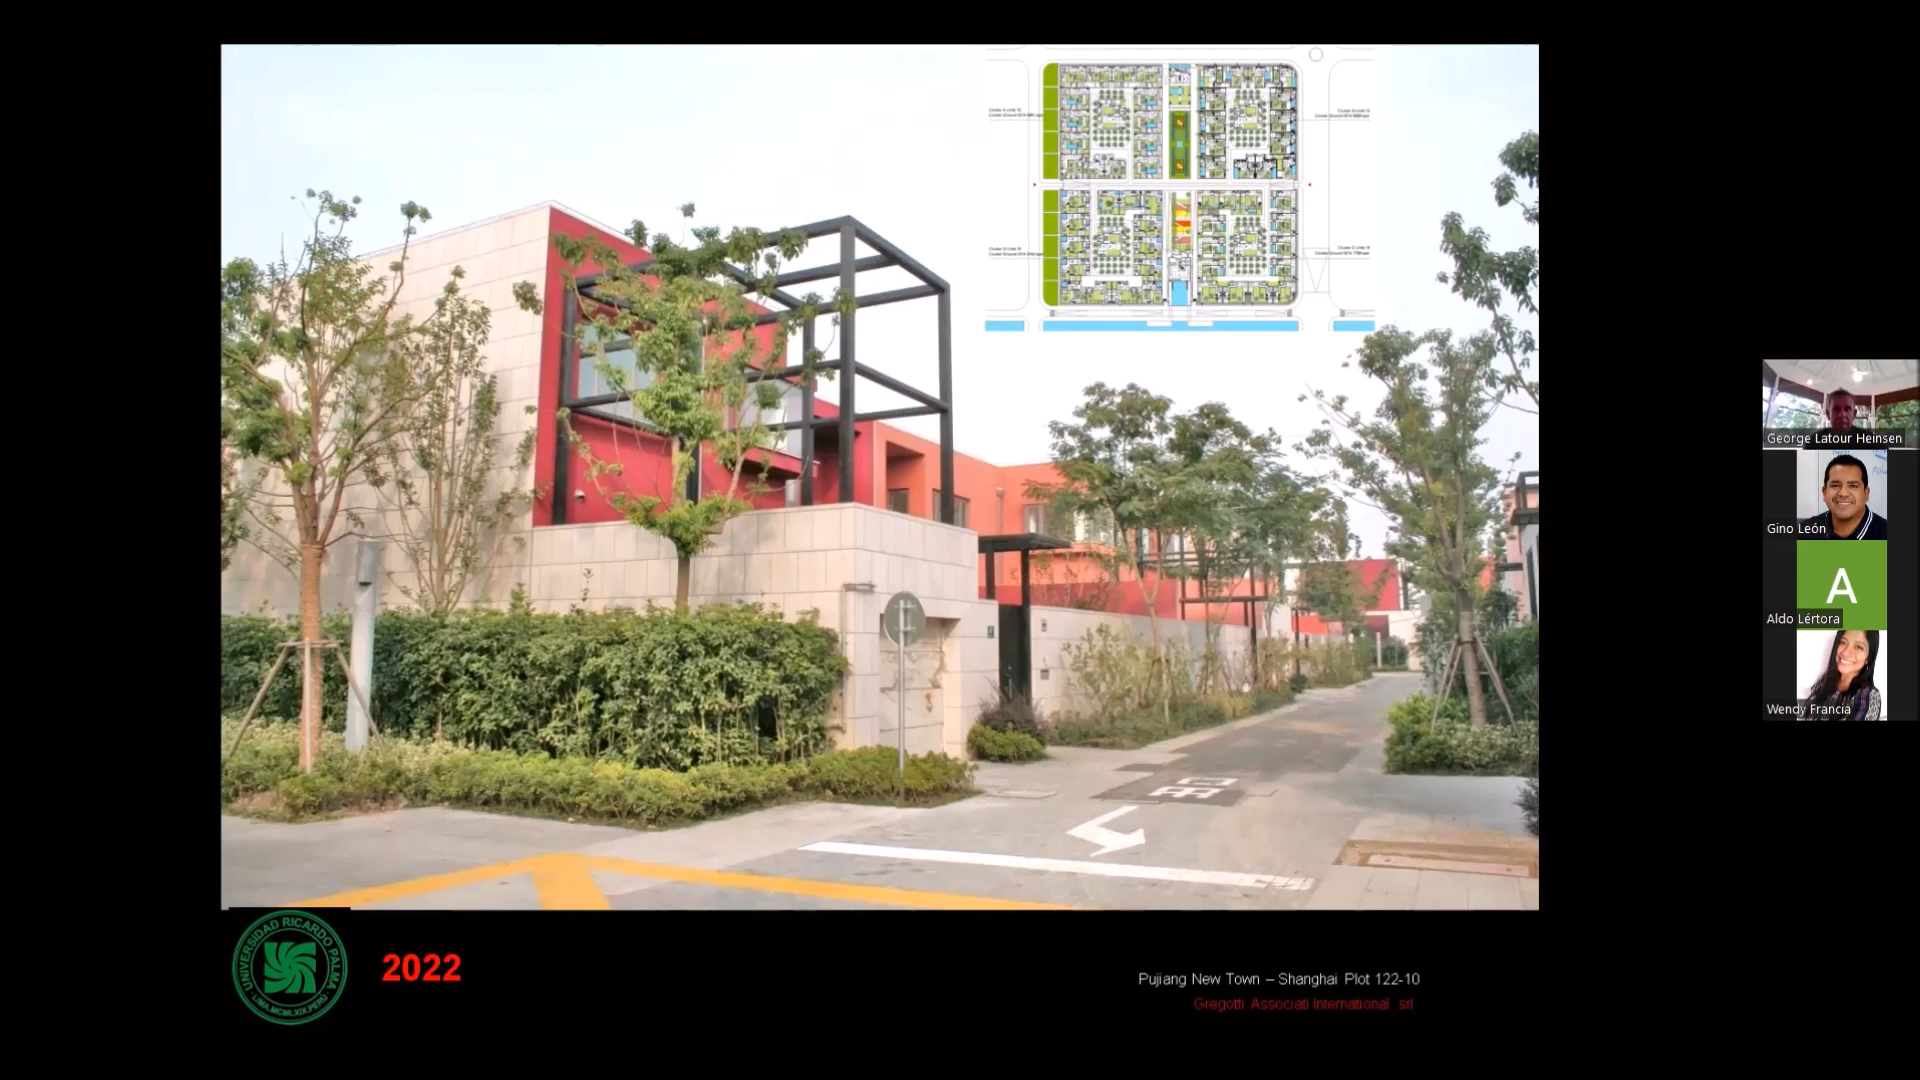 George Latour Heinsen
Gino León
A
Aldo Lértora
Wendy Francia
UNIVERSIDAD RICARDO PALMA
LIMA, MCMLXIX, PERU
2022
Pujiang New Town – Shanghai Plot 122-10
Gregotti Associati International srl